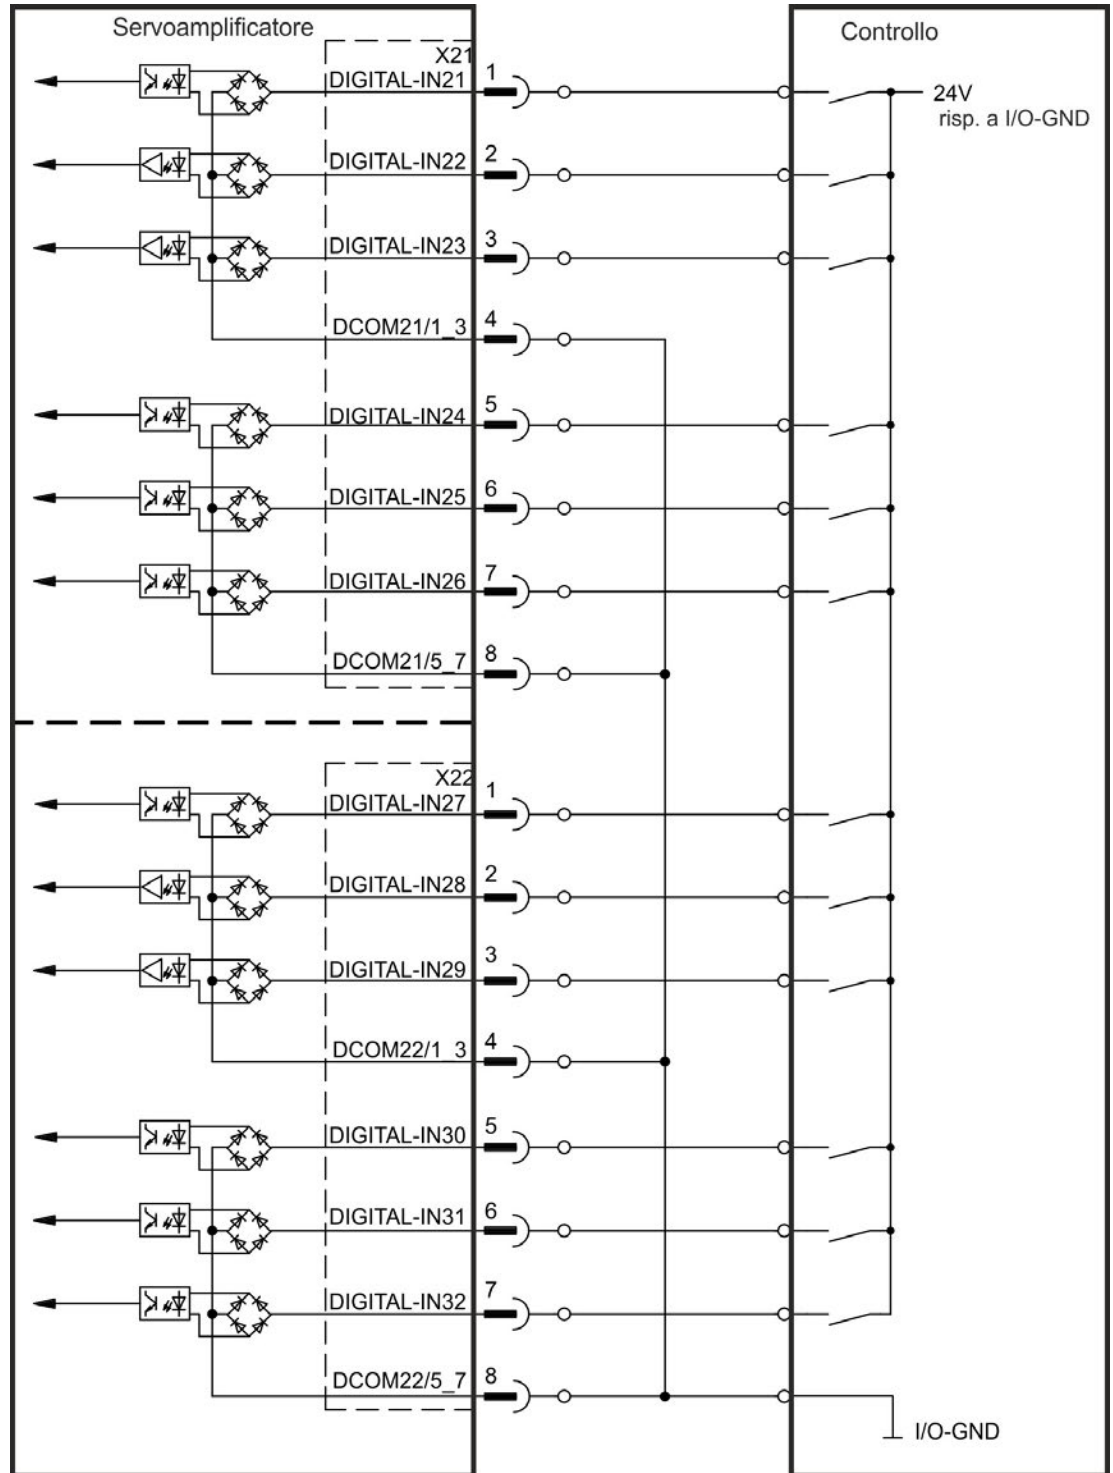 Servoamplificatore
Controllo
X21
DIGITAL-IN21
1
24V
risp. a I/O-GND
DIGITAL-IN22
2
DIGITAL-IN23
3
DCOM21/1_3
4
DIGITAL-IN24
5
DIGITAL-IN25
6
DIGITAL-IN26
7
DCOM21/5_7
8
X22
DIGITAL-IN27
1
DIGITAL-IN28
2
DIGITAL-IN29
3
DCOM22/1_3
4
DIGITAL-IN30
5
DIGITAL-IN31
6
DIGITAL-IN32
7
DCOM22/5_7
8
I/O-GND